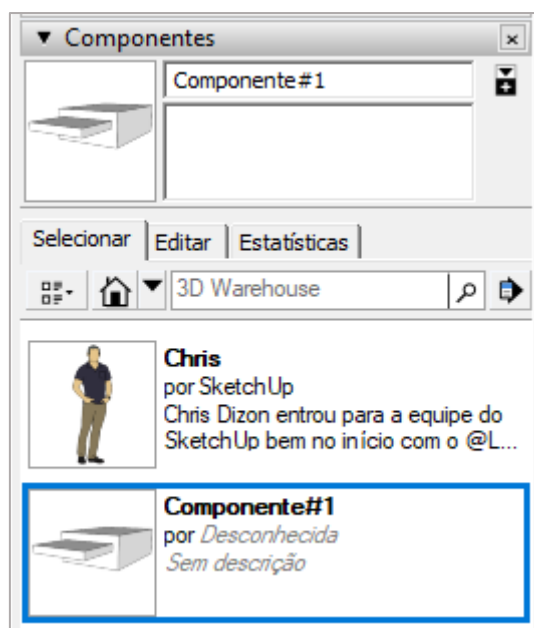 Componentes
Componente#1
Selecionar Editar Estatísticas
3D Warehouse
Chris
por SketchUp
Chris Dizon entrou para a equipe do
SketchUp bem no início com o @L...
Componente#1
por Desconhecida
Sem descrição